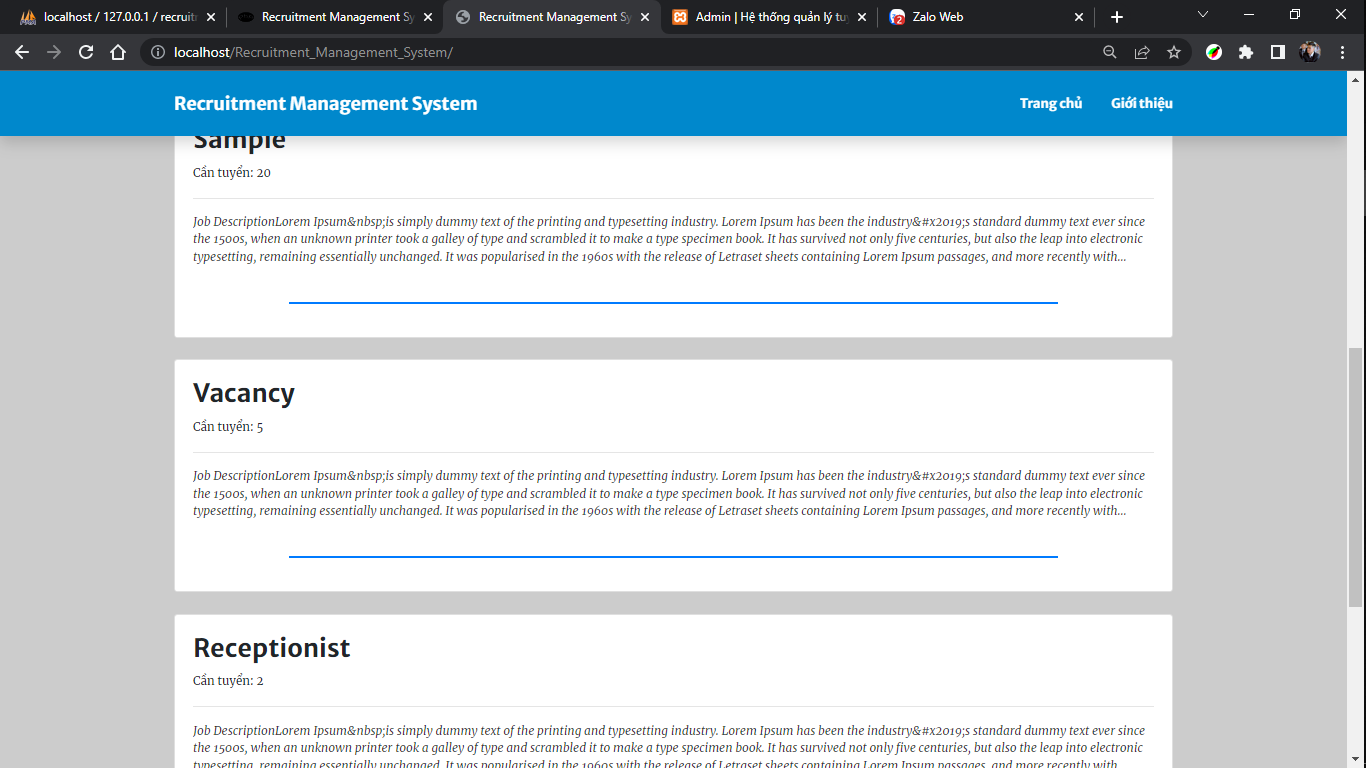 localhost / 127.0.0.1 / recruit
Recruitment Management Sy
Recruitment Management Sy
Admin | Hệ thống quản lý tuy
Zalo Web
localhost/Recruitment_Management_System/
Recruitment Management System
Trang chủ
Giới thiệu
Sample
Cần tuyển: 20
Job DescriptionLorem Ipsum&nbsp;is simply dummy text of the printing and typesetting industry. Lorem Ipsum has been the industry&#x2019;s standard dummy text ever since
the 1500s, when an unknown printer took a galley of type and scrambled it to make a type specimen book. It has survived not only five centuries, but also the leap into electronic
typesetting, remaining essentially unchanged. It was popularised in the 1960s with the release of Letraset sheets containing Lorem Ipsum passages, and more recently with...
Vacancy
Cần tuyển: 5
Job DescriptionLorem Ipsum&nbsp;is simply dummy text of the printing and typesetting industry. Lorem Ipsum has been the industry&#x2019;s standard dummy text ever since
the 1500s, when an unknown printer took a galley of type and scrambled it to make a type specimen book. It has survived not only five centuries, but also the leap into electronic
typesetting, remaining essentially unchanged. It was popularised in the 1960s with the release of Letraset sheets containing Lorem Ipsum passages, and more recently with...
Receptionist
Cần tuyển: 2
Job DescriptionLorem Ipsum&nbsp;is simply dummy text of the printing and typesetting industry. Lorem Ipsum has been the industry&#x2019;s standard dummy text ever since
the 1500s, when an unknown printer took a galley of type and scrambled it to make a type specimen book. It has survived not only five centuries, but also the leap into electronic
typesetting, remaining essentially unchanged. It was popularised in the 1960s with the release of Letraset sheets containing Lorem Ipsum passages, and more recently with...